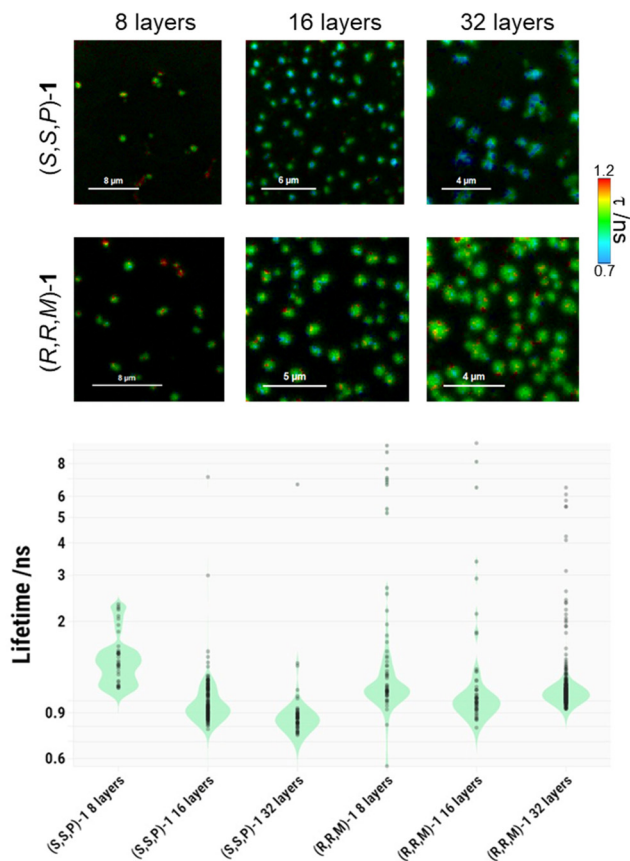 8 layers 16 layers 32 layers
(S,S,P)-1
8 µm 6 µm 4 µm
1.2
τ /ns
0.7
(R,R,M)-1
8 µm 5 µm 4 µm
Lifetime /ns
8
6
5
4
3
2
0.9
0.6
(S,S,P)-1 8 layers
(S,S,P)-1 16 layers
(S,S,P)-1 32 layers
(R,R,M)-1 8 layers
(R,R,M)-1 16 layers
(R,R,M)-1 32 layers